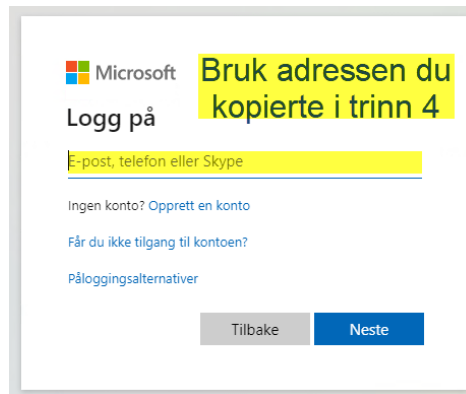 Microsoft
Bruk adressen du
kopierte i trinn 4
Logg på
E-post, telefon eller Skype
Ingen konto? Opprett en konto
Får du ikke tilgang til kontoen?
Påloggingsalternativer
Tilbake
Neste